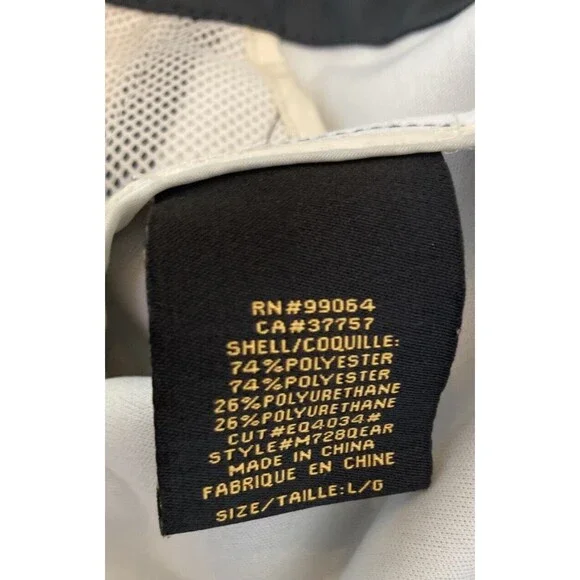 RN#99064
CA#37757
SHELL/COQUILLE:
74%POLYESTER
74%POLYESTER
26%POLYURETHANE
26%POLYURETHANE
CUT#EQ4034#
STYLE#M728QEAR
MADE IN CHINA
FABRIQUE EN CHINE
SIZE/TAILLE:L/G